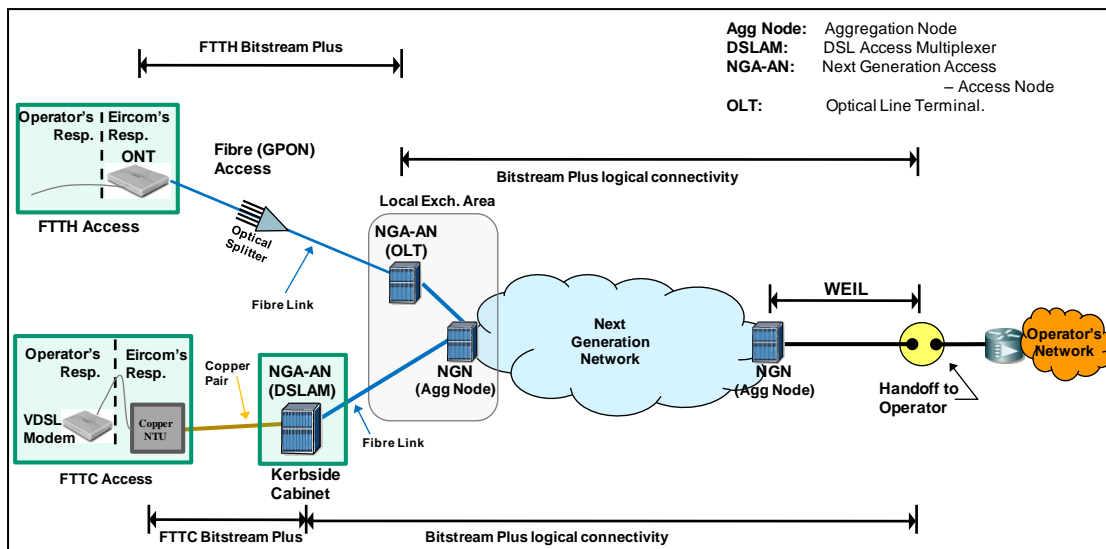 FTTH Bitstream Plus
Agg Node: Aggregation Node
DSLAM: DSL Access Multiplexer
NGA-AN: Next Generation Access
– Access Node
OLT: Optical Line Terminal.
Operator's Resp.
Eircom's Resp.
ONT
FTTH Access
Fibre (GPON)
Access
Optical
Splitter
Fibre Link
Bitstream Plus logical connectivity
Local Exch. Area
NGA-AN
(OLT)
NGN
(Agg Node)
Next
Generation
Network
WEIL
NGN
(Agg Node)
Handoff to
Operator
Operator's
Network
Operator's
Resp.
Eircom's
Resp.
VDSL
Modem
Copper
NTU
FTTC Access
Copper
Pair
NGA-AN
(DSLAM)
Kerbside
Cabinet
Fibre Link
FTTC Bitstream Plus
Bitstream Plus logical connectivity